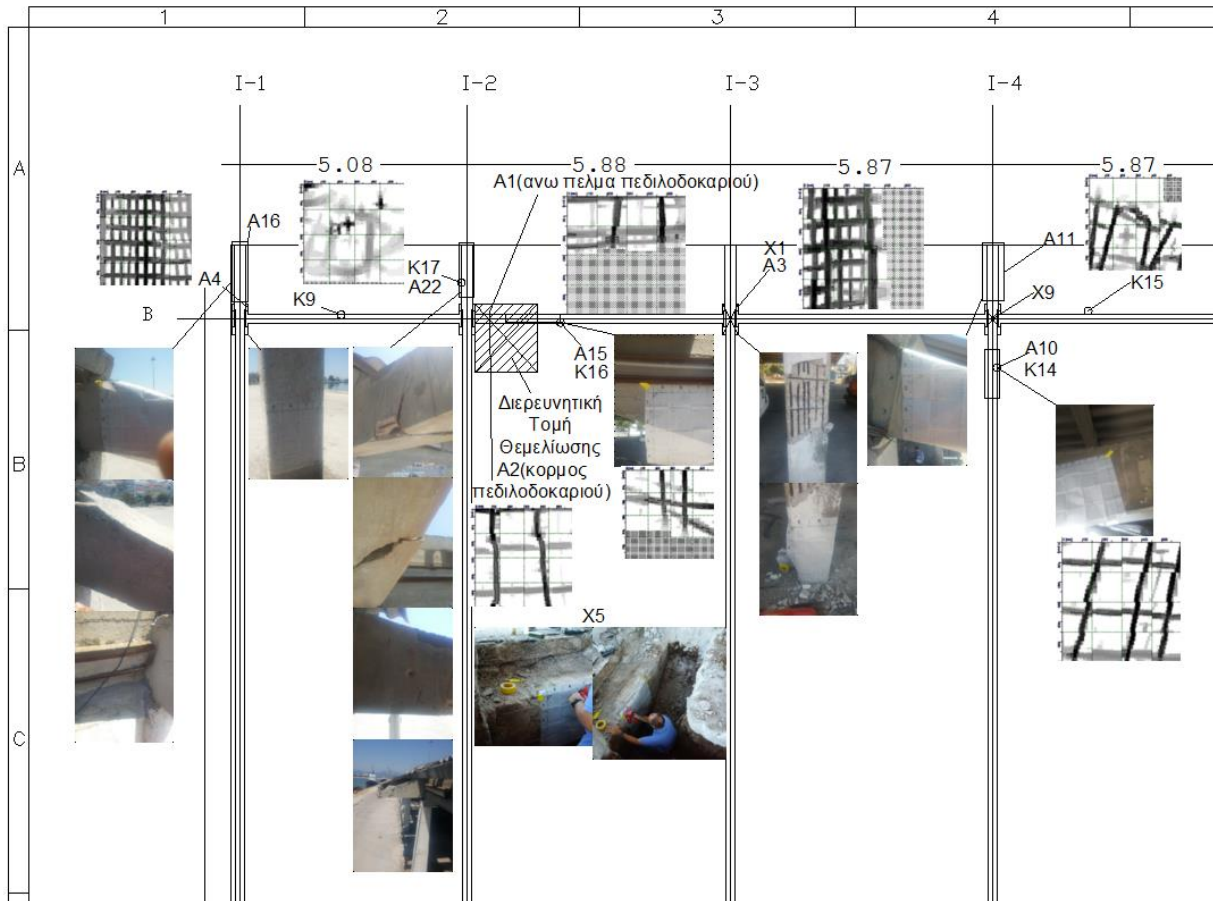 1 2 3 4
I-1 I-2 I-3 I-4
A
5.08 5.88 5.87 5.87
A1(ανω πελμα πεδιλοδοκαριού)
A16
A11
K17
X1
A4
A22
A3
K9
K15
X9
B
A15
K16
A10
K14
Διερευνητική
Τομή
Θεμελίωσης
B
A2(κορμος
πεδιλοδοκαριού)
X5
C